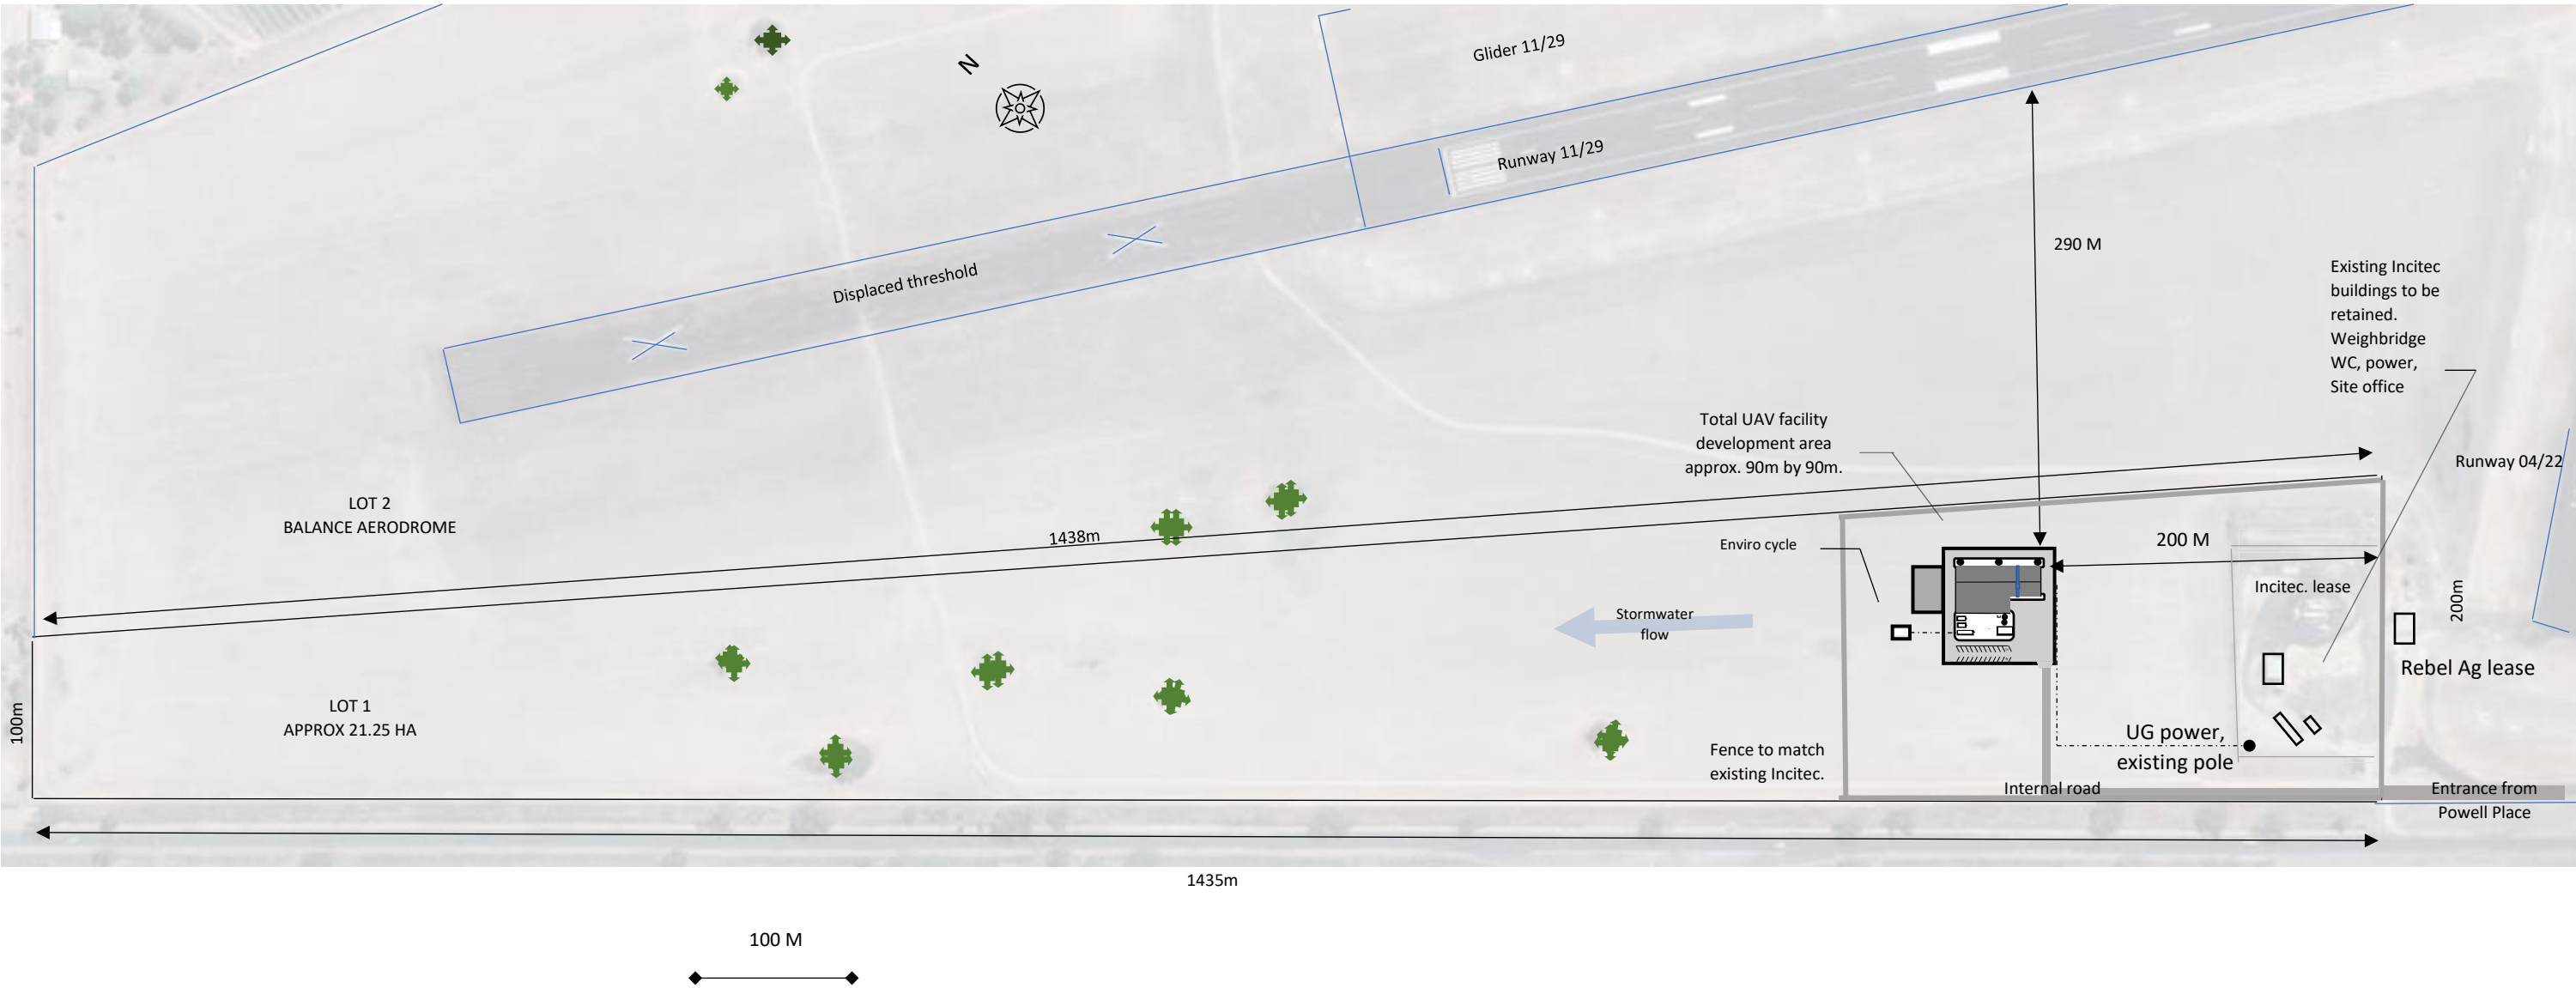 N
Glider 11/29
Runway 11/29
Displaced threshold
290 M
Existing Incitec
buildings to be
retained.
Weighbridge
WC, power,
Site office
Total UAV facility
development area
approx. 90m by 90m.
Runway 04/22
LOT 2
BALANCE AERODROME
1438m
Enviro cycle
200 M
Incitec. lease
200m
Stormwater
flow
Rebel Ag lease
LOT 1
APPROX 21.25 HA
100m
Fence to match
existing Incitec.
UG power,
existing pole
Internal road
Entrance from
Powell Place
1435m
100 M